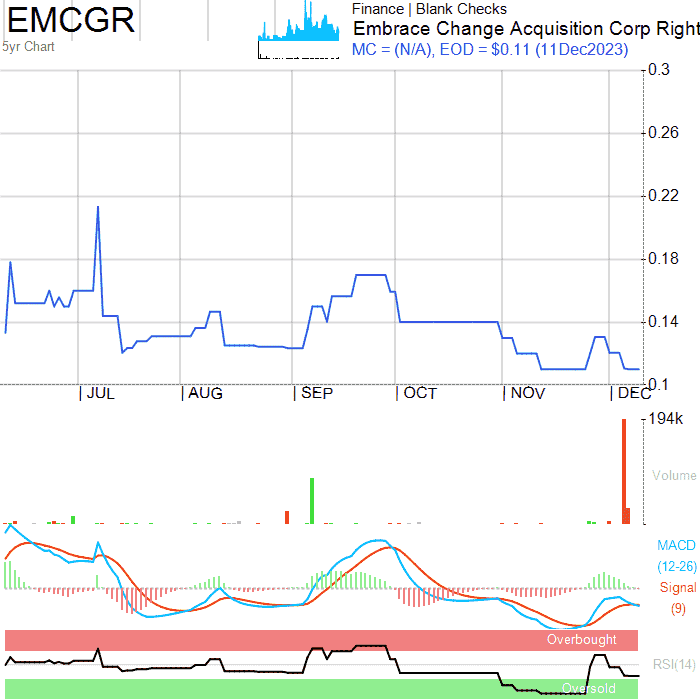 EMCGR
5yr Chart
Finance | Blank Checks
Embrace Change Acquisition Corp Right
MC = (N/A), EOD = $0.11 (11Dec2023)
0.3
0.26
0.22
0.18
0.14
0.1
JUL
AUG
SEP
OCT
NOV
DEC
194k
Volume
MACD
(12-26)
Signal
(9)
Overbought
RSI(14)
Oversold